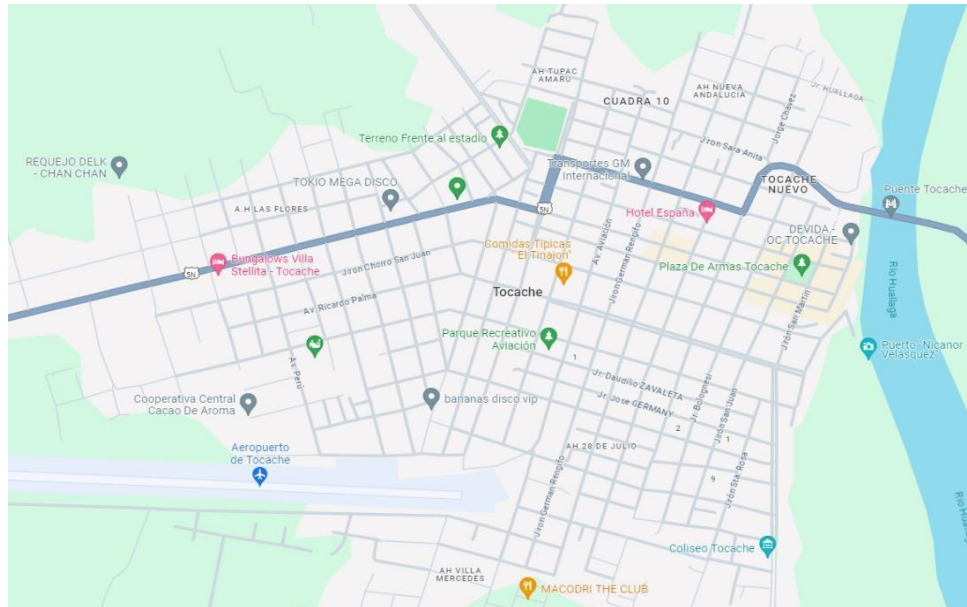 AH TUPAC
AMARU
CUADRA 10
AH NUEVA
ANDALUCIA
Jr. HUALLAGA
Jorge Chávez
Terreno Frente al estadio
Jiron Sara Anita
REQUEJO DELK
- CHAN CHAN
Transportes GM
Internacional
TOKIO MEGA DISCO
TOCACHE
NUEVO
Puente Tocache
A.H LAS FLORES
5N
Hotel España
DEVIDA -
OC TOCACHE
Comidas Tipicas
El Tinajon
Av. Aviación
Jiron German Rengifo
Bungalows Villa
Stellita - Tocache
5N
Jiron Chorro San Juan
Plaza De Armas Tocache
Río Huallaga
Tocache
Av. Ricardo Palma
Jirón San Martín
Parque Recreativo
Aviación
Puerto "Nicanor
Velasquez"
1
Av. Perú
Jr. Daudilio ZAVALETA
Jr. Bolognesi
Jirón San Juan
Cooperativa Central
Cacao De Aroma
bananas disco vip
Jr. Jose GERMANY
2
1
AH 28 DE JULIO
Aeropuerto
de Tocache
9
Jirón Sta. Rosa
Jiron German Rengifo
Coliseo Tocache
AH VILLA
MERCEDES
MACODRI THE CLUB